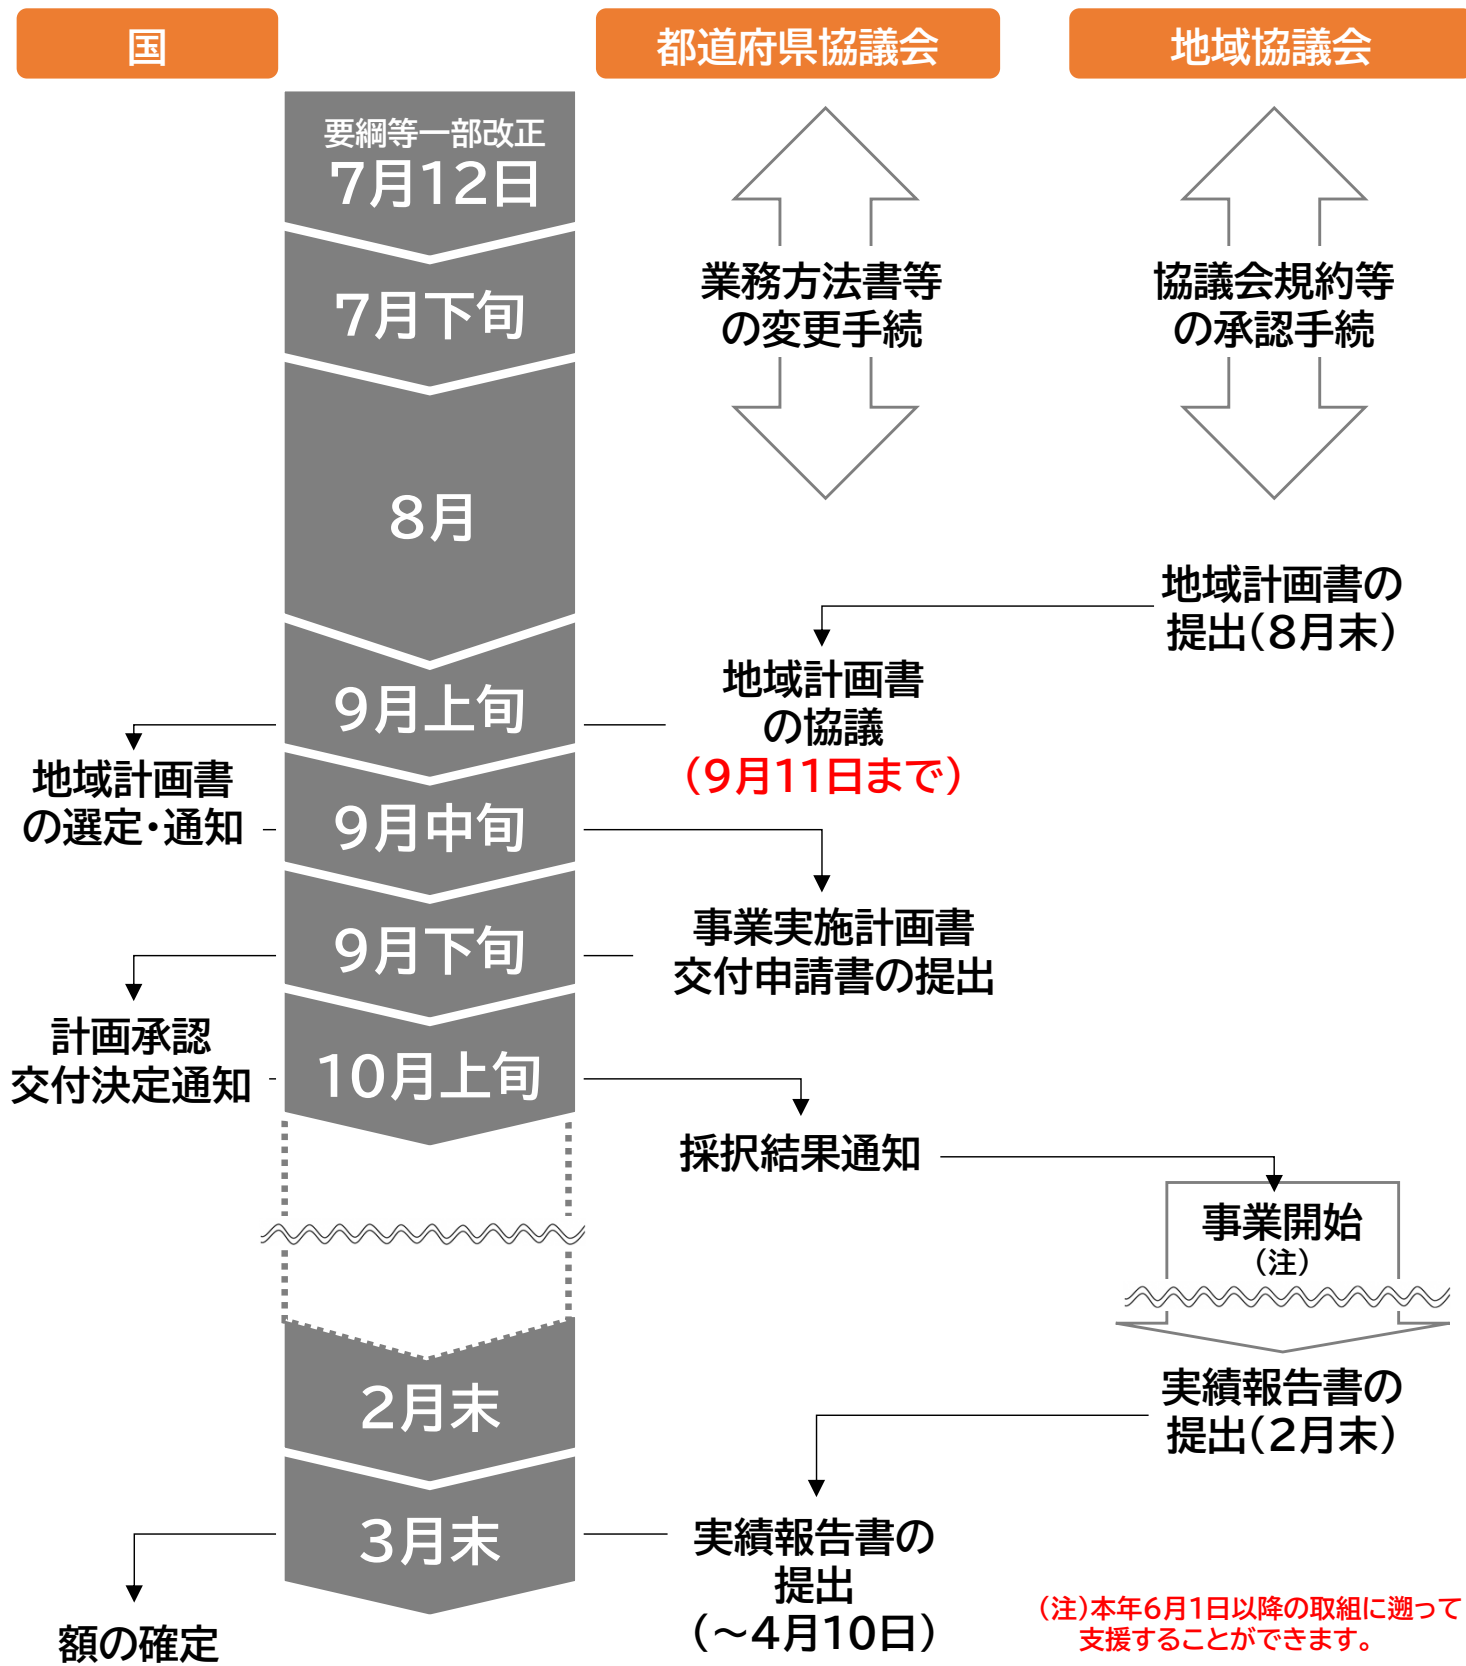 国
都道府県協議会
地域協議会
要綱等一部改正
7月12日
業務方法書等
の変更手続
協議会規約等
の承認手続
7月下旬
8月
地域計画書の
提出(8月末)
9月上旬
地域計画書
の協議
(9月11日まで)
地域計画書
の選定・通知
9月中旬
事業実施計画書
交付申請書の提出
9月下旬
計画承認
交付決定通知
10月上旬
採択結果通知
事業開始
(注)
2月末
実績報告書の
提出(2月末)
3月末
実績報告書の
提出
(～4月10日)
額の確定
(注)本年6月1日以降の取組に遡って
支援することができます。